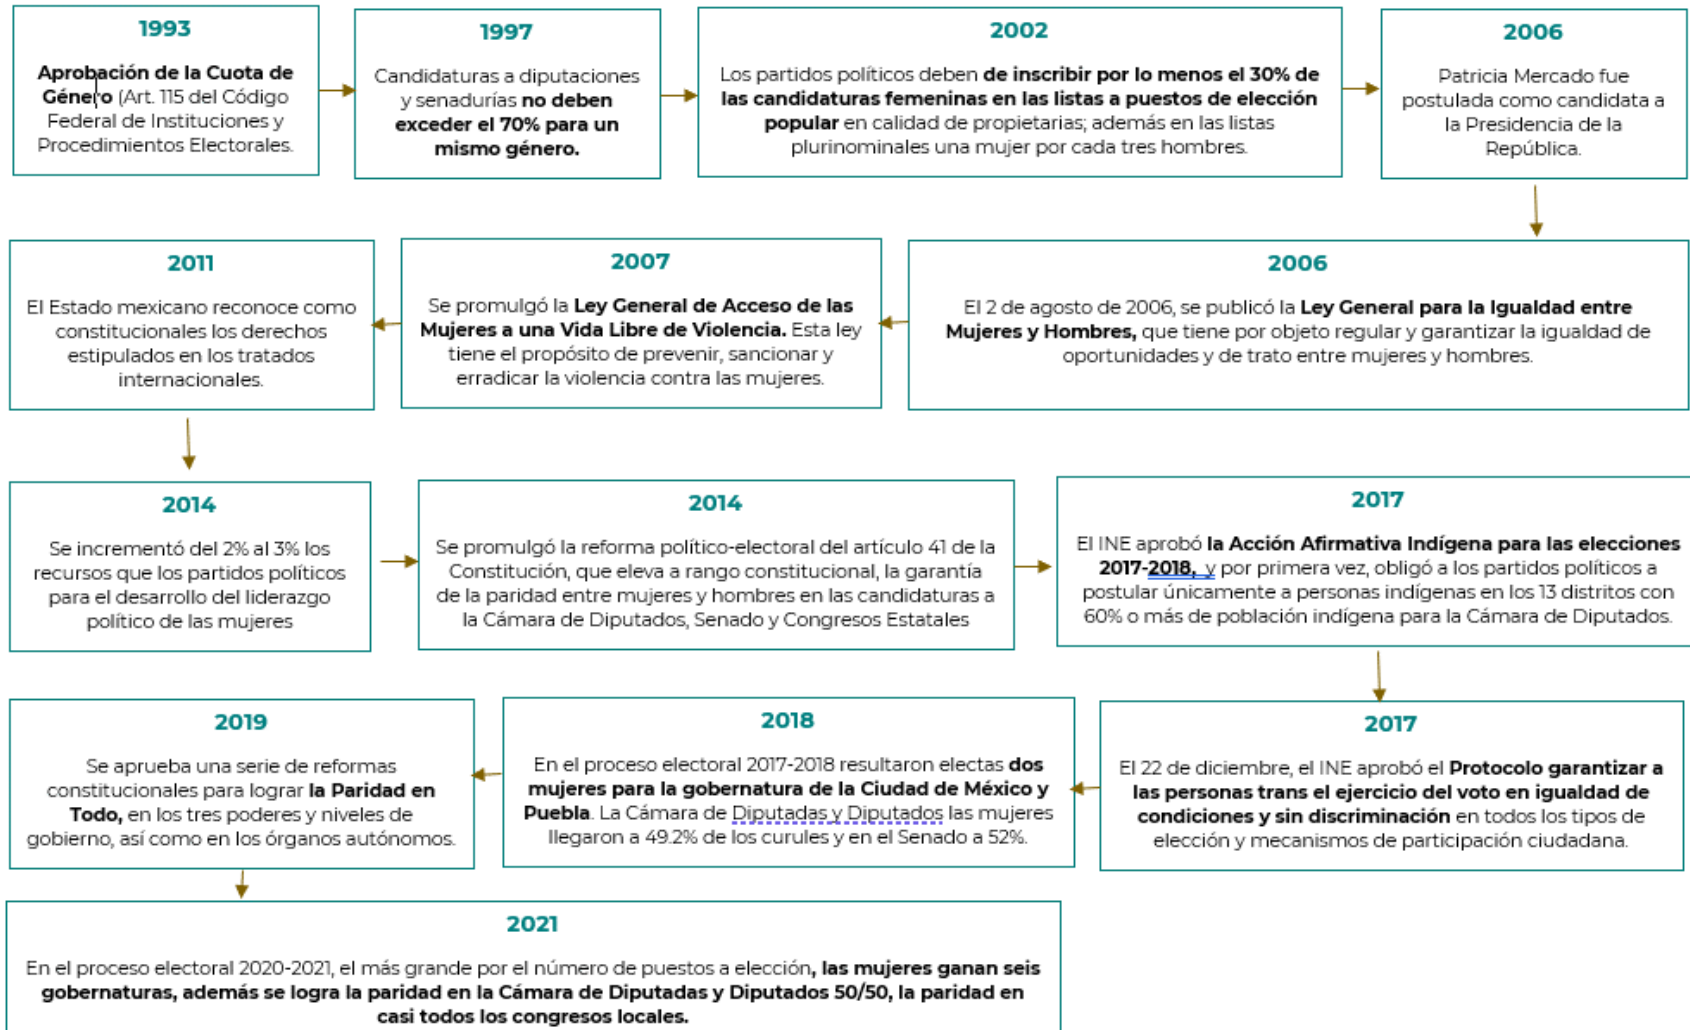 1993
Aprobación de la Cuota de
Género (Art. 115 del Código
Federal de Instituciones y
Procedimientos Electorales.
1997
Candidaturas a diputaciones
y senadurías no deben
exceder el 70% para un
mismo género.
2002
Los partidos políticos deben de inscribir por lo menos el 30% de
las candidaturas femeninas en las listas a puestos de elección
popular en calidad de propietarias; además en las listas
plurinominales una mujer por cada tres hombres.
2006
Patricia Mercado fue
postulada como candidata a
la Presidencia de la
República.
2006
El 2 de agosto de 2006, se publicó la Ley General para la Igualdad entre
Mujeres y Hombres, que tiene por objeto regular y garantizar la igualdad de
oportunidades y de trato entre mujeres y hombres.
2007
Se promulgó la Ley General de Acceso de las
Mujeres a una Vida Libre de Violencia. Esta ley
tiene el propósito de prevenir, sancionar y
erradicar la violencia contra las mujeres.
2011
El Estado mexicano reconoce como
constitucionales los derechos
estipulados en los tratados
internacionales.
2014
Se incrementó del 2% al 3% los
recursos que los partidos políticos
para el desarrollo del liderazgo
político de las mujeres
2014
Se promulgó la reforma político-electoral del artículo 41 de la
Constitución, que eleva a rango constitucional, la garantía
de la paridad entre mujeres y hombres en las candidaturas a
la Cámara de Diputados, Senado y Congresos Estatales
2017
El INE aprobó la Acción Afirmativa Indígena para las elecciones
2017-2018, y por primera vez, obligó a los partidos políticos a
postular únicamente a personas indígenas en los 13 distritos con
60% o más de población indígena para la Cámara de Diputados.
2017
El 22 de diciembre, el INE aprobó el Protocolo garantizar a
las personas trans el ejercicio del voto en igualdad de
condiciones y sin discriminación en todos los tipos de
elección y mecanismos de participación ciudadana.
2018
En el proceso electoral 2017-2018 resultaron electas dos
mujeres para la gobernatura de la Ciudad de México y
Puebla. La Cámara de Diputadas y Diputados las mujeres
llegaron a 49.2% de los curules y en el Senado a 52%.
2019
Se aprueba una serie de reformas
constitucionales para lograr la Paridad en
Todo, en los tres poderes y niveles de
gobierno, así como en los órganos autónomos.
2021
En el proceso electoral 2020-2021, el más grande por el número de puestos a elección, las mujeres ganan seis
gobernaturas, además se logra la paridad en la Cámara de Diputadas y Diputados 50/50, la paridad en
casi todos los congresos locales.